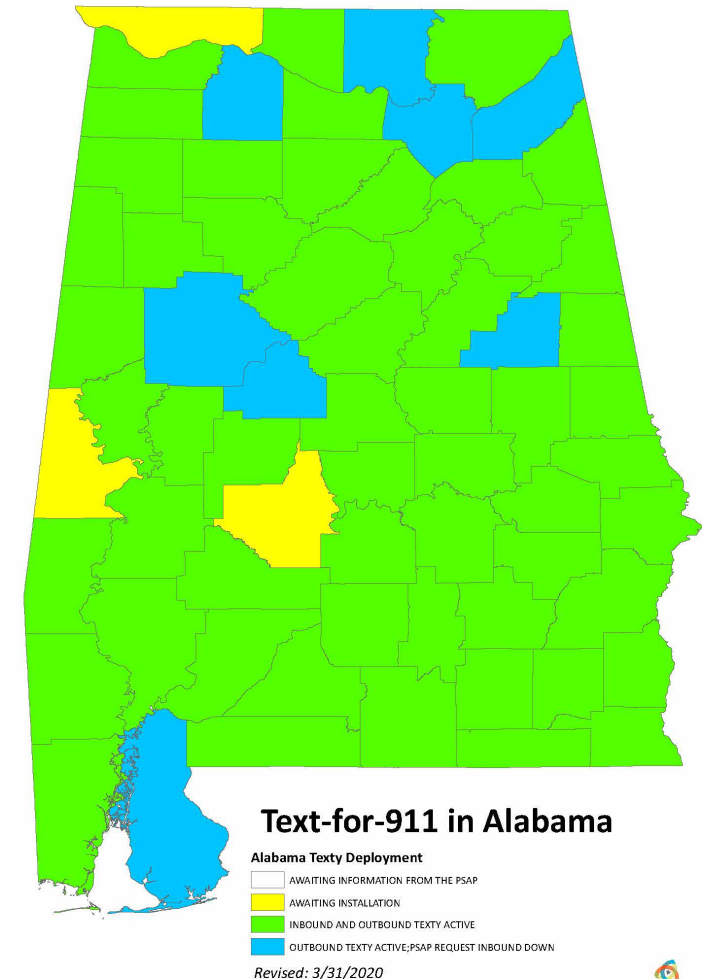 Text-for-911 in Alabama
Alabama Texty Deployment
AWAITING INFORMATION FROM THE PSAP
AWAITING INSTALLATION
INBOUND AND OUTBOUND TEXTY ACTIVE
OUTBOUND TEXTY ACTIVE;PSAP REQUEST INBOUND DOWN
Revised: 3/31/2020